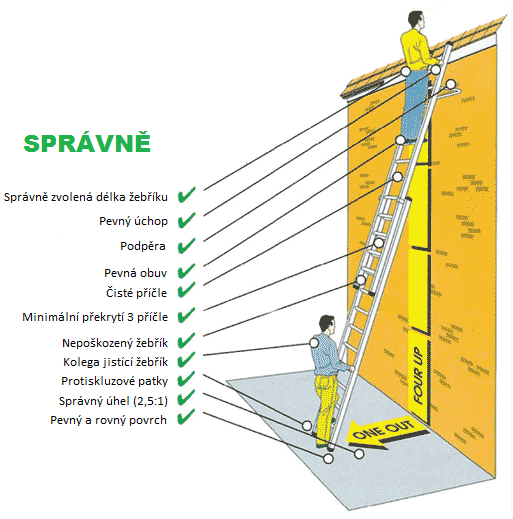 SPRÁVNĚ
Správně zvolená délka žebříku
Pevný úchop
Podpěra
Pevná obuv
Čisté příčle
Minimální překrytí 3 příčle
Nepoškozený žebřík
Kolega jistící žebřík
Protiskluzové patky
Správný úhel (2,5:1)
Pevný a rovný povrch
FOUR UP
ONE OUT